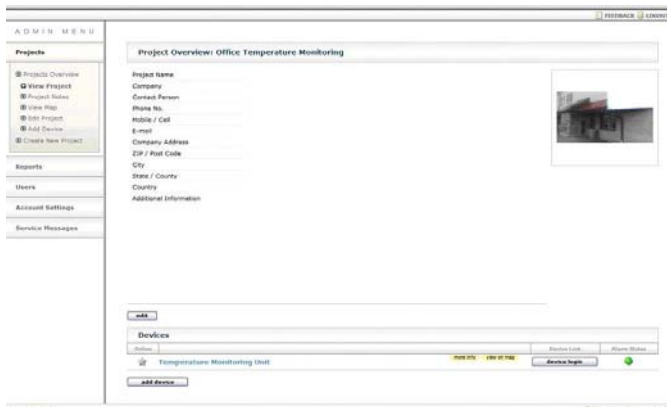 FEEDBACK LOGOUT
ADMIN MENU
Projects
Projects Overview
View Project
Project Notes
View Map
Edit Project
Add Device
Create New Project
Reports
Users
Account Settings
Service Messages
Project Overview: Office Temperature Monitoring
Project Name
Company
Contact Person
Phone No.
Mobile / Cell
E-mail
Company Address
ZIP / Post Code
City
State / County
Country
Additional Information
edit
Devices
Action Device Link Alarm Status
Temperature Monitoring Unit more info view on map device login
add device